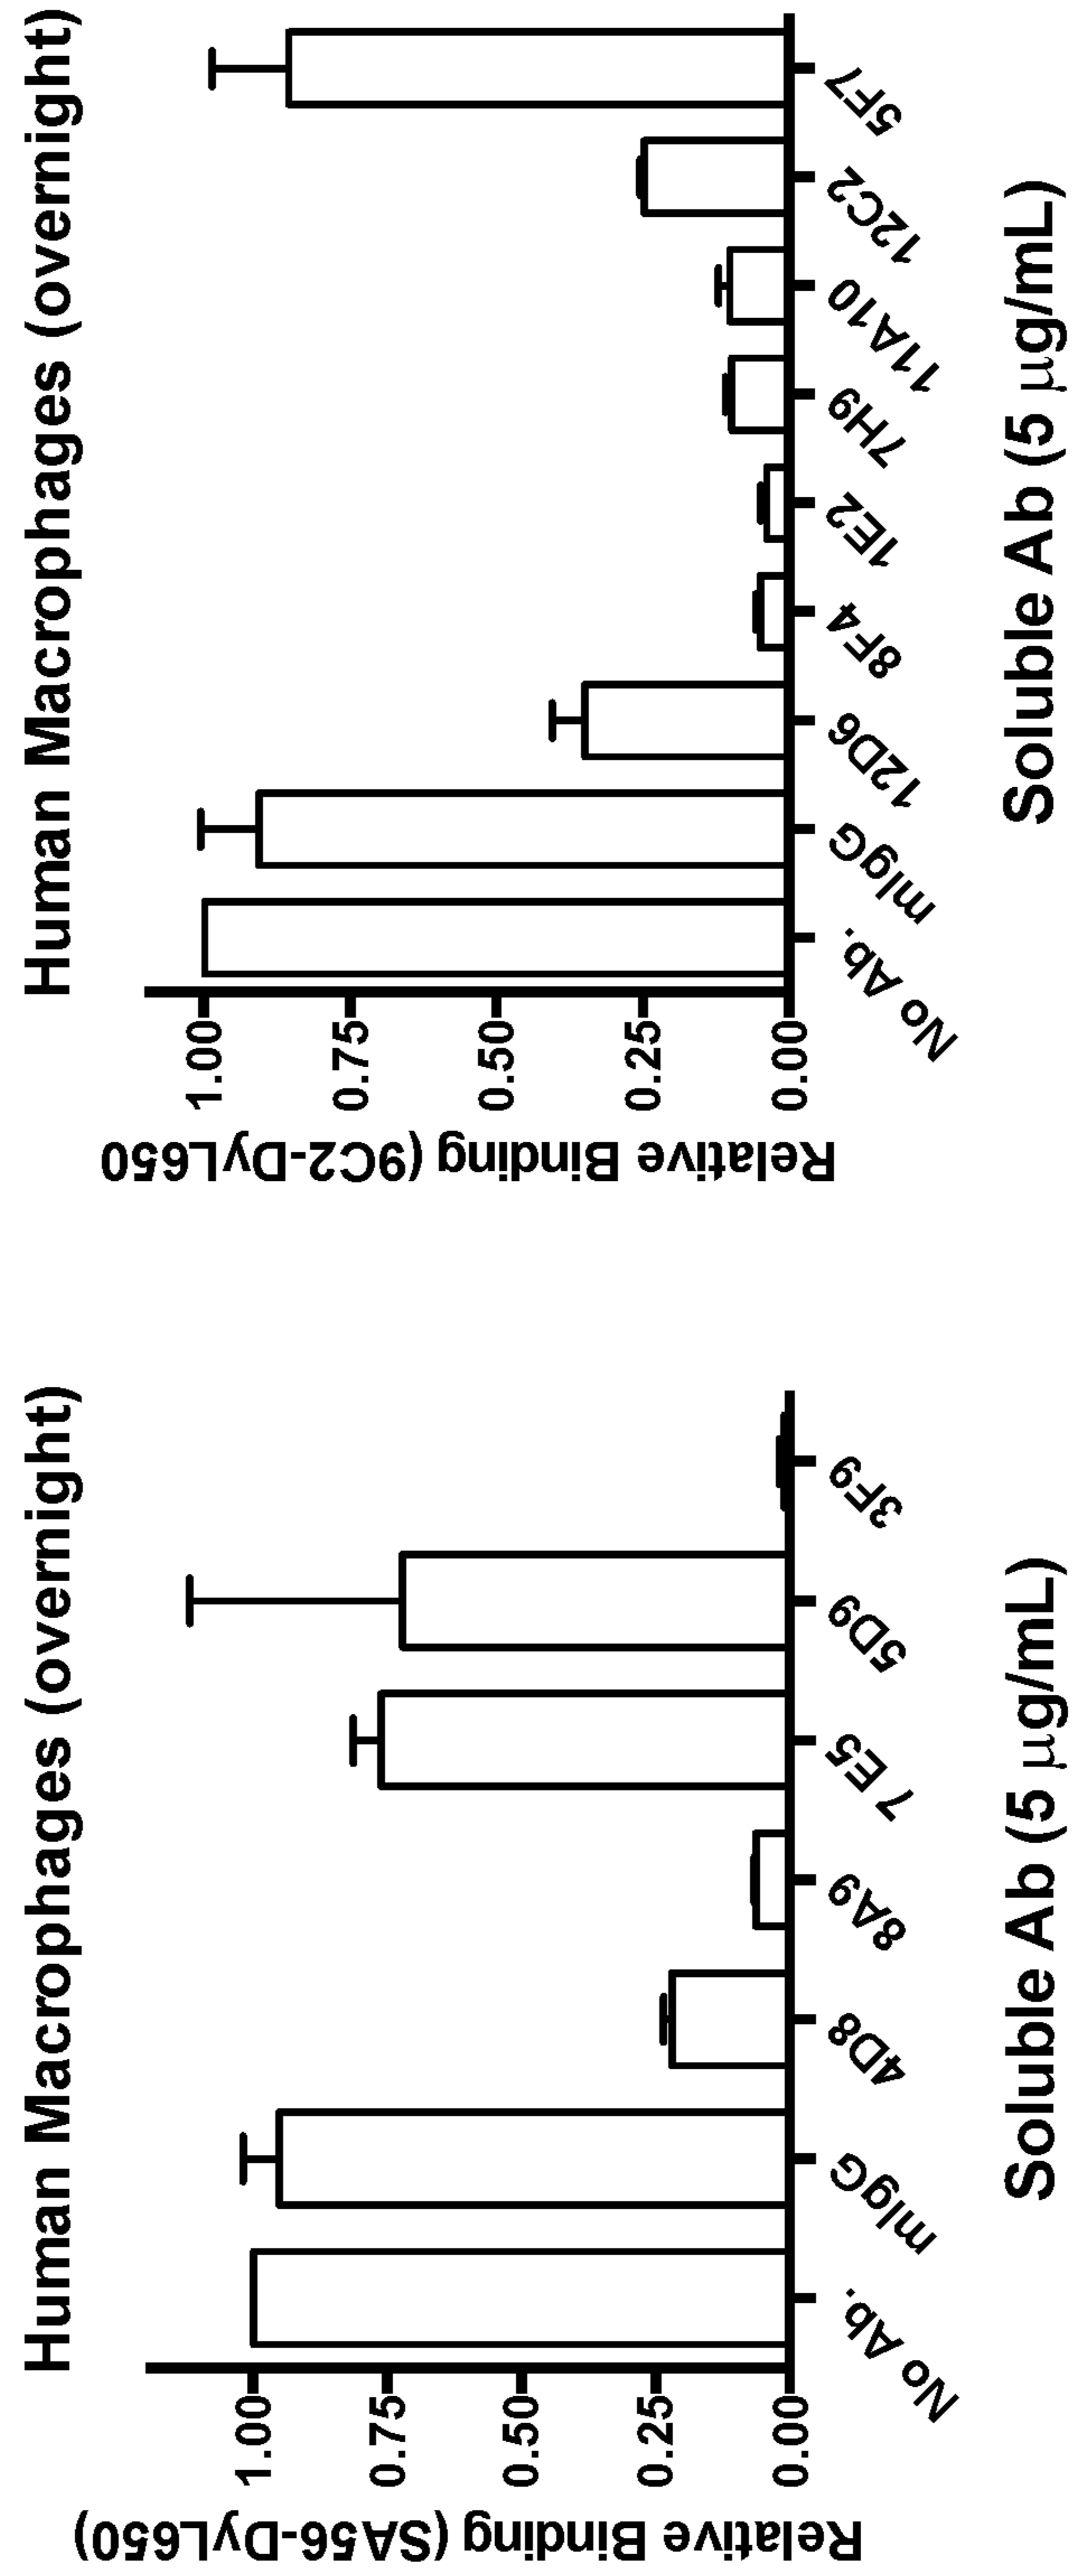 Human Macrophages (overnight)
Relative Binding (SA56-DyL650)
1.00
0.75
0.50
0.25
0.00
No Ab.
mIgG
4D8
8A9
7 E5
5D9
3F9
Soluble Ab (5 μg/mL)
Human Macrophages (overnight)
Relative Binding (9C2-DyL650
1.00
0.75
0.50
0.25
0.00
No Ab.
mIgG
12D6
8F4
1E2
7H9
11A10
12C2
5F7
Soluble Ab (5 μg/mL)